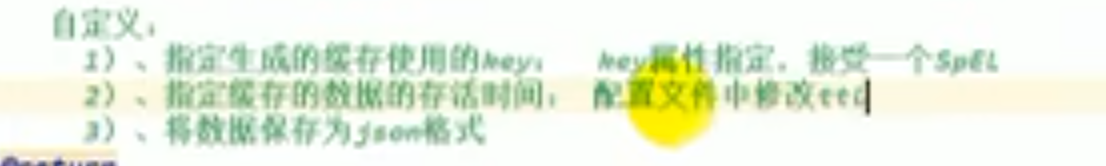 自定义:
1）、指定生成的缓存使用的key:  key属性指定，接受一个SpEL
2）、指定缓存的数据的存活时间:  配置文件中修改ttl
3）、将数据保存为json格式
@return